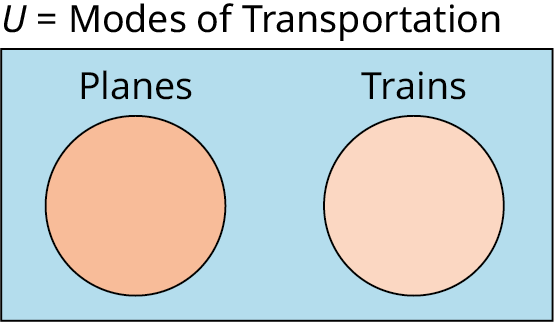 U = Modes of Transportation
Planes
Trains